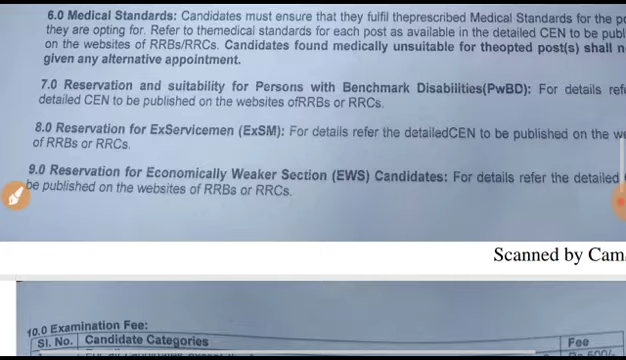 6.0 Medical Standards: Candidates must ensure that they fulfil theprescribed Medical Standards for the
they are opting for. Refer to themedical standards for each post as available in the detailed CEN to be
on the websites of RRBs/RRCs. Candidates found medically unsuitable for theopted post(s) shall
given any alternative appointment.
7.0 Reservation and suitability for Persons with Benchmark Disabilities(PwBD): For details
detailed CEN to be published on the websites ofRRBs or RRCs.
8.0 Reservation for ExServicemen (ExSM): For details refer the detailedCEN to be published on the
of RRBs or RRCs.
9.0 Reservation for Economically Weaker Section (EWS) Candidates: For details refer the detailed
be published on the websites of RRBs or RRCs.
Scanned by Cam
10.0 Examination Fee:
Sl. No. Candidate Categories Fee